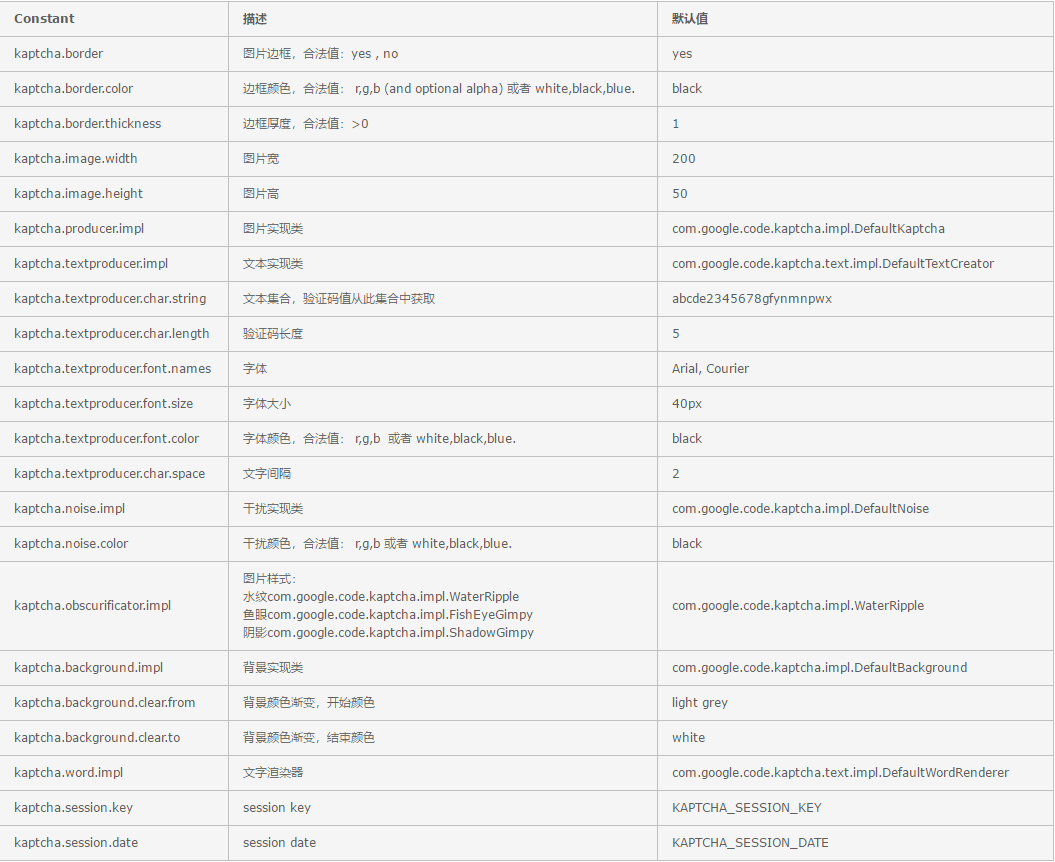 Constant 描述 默认值
kaptcha.border 图片边框，合法值：yes , no yes
kaptcha.border.color 边框颜色，合法值： r,g,b (and optional alpha) 或者 white,black,blue. black
kaptcha.border.thickness 边框厚度，合法值：>0 1
kaptcha.image.width 图片宽 200
kaptcha.image.height 图片高 50
kaptcha.producer.impl 图片实现类 com.google.code.kaptcha.impl.DefaultKaptcha
kaptcha.textproducer.impl 文本实现类 com.google.code.kaptcha.text.impl.DefaultTextCreator
kaptcha.textproducer.char.string 文本集合，验证码值从此集合中获取 abcde2345678gfynmnpwx
kaptcha.textproducer.char.length 验证码长度 5
kaptcha.textproducer.font.names 字体 Arial, Courier
kaptcha.textproducer.font.size 字体大小 40px
kaptcha.textproducer.font.color 字体颜色，合法值： r,g,b 或者 white,black,blue. black
kaptcha.textproducer.char.space 文字间隔 2
kaptcha.noise.impl 干扰实现类 com.google.code.kaptcha.impl.DefaultNoise
kaptcha.noise.color 干扰颜色，合法值： r,g,b 或者 white,black,blue. black
图片样式：
水纹com.google.code.kaptcha.impl.WaterRipple
kaptcha.obscurificator.impl 鱼眼com.google.code.kaptcha.impl.FishEyeGimpy com.google.code.kaptcha.impl.WaterRipple
阴影com.google.code.kaptcha.impl.ShadowGimpy
kaptcha.background.impl 背景实现类 com.google.code.kaptcha.impl.DefaultBackground
kaptcha.background.clear.from 背景颜色渐变，开始颜色 light grey
kaptcha.background.clear.to 背景颜色渐变，结束颜色 white
kaptcha.word.impl 文字渲染器 com.google.code.kaptcha.text.impl.DefaultWordRenderer
kaptcha.session.key session key KAPTCHA_SESSION_KEY
kaptcha.session.date session date KAPTCHA_SESSION_DATE